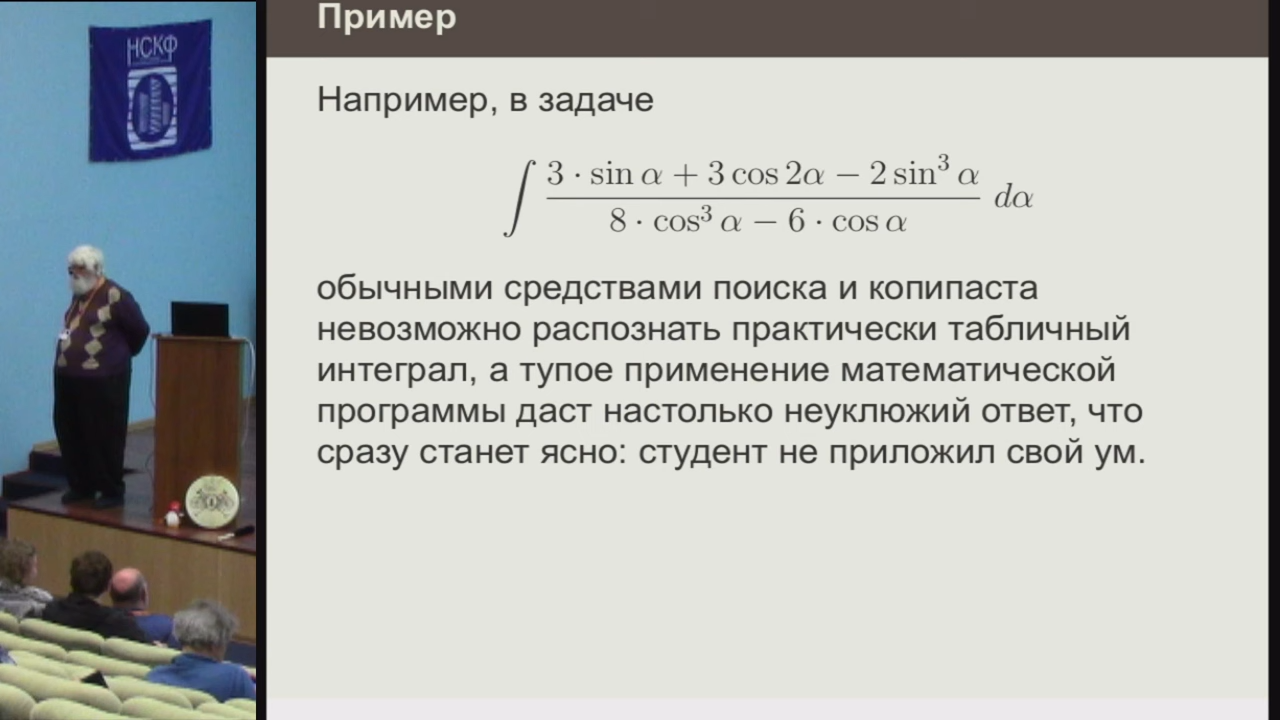 НСКФ
Пример
Например, в задаче
∫ (3 · sin α + 3 cos 2α − 2 sin³ α) / (8 · cos³ α − 6 · cos α) dα
обычными средствами поиска и копипаста
невозможно распознать практически табличный
интеграл, а тупое применение математической
программы даст настолько неуклюжий ответ, что
сразу станет ясно: студент не приложил свой ум.